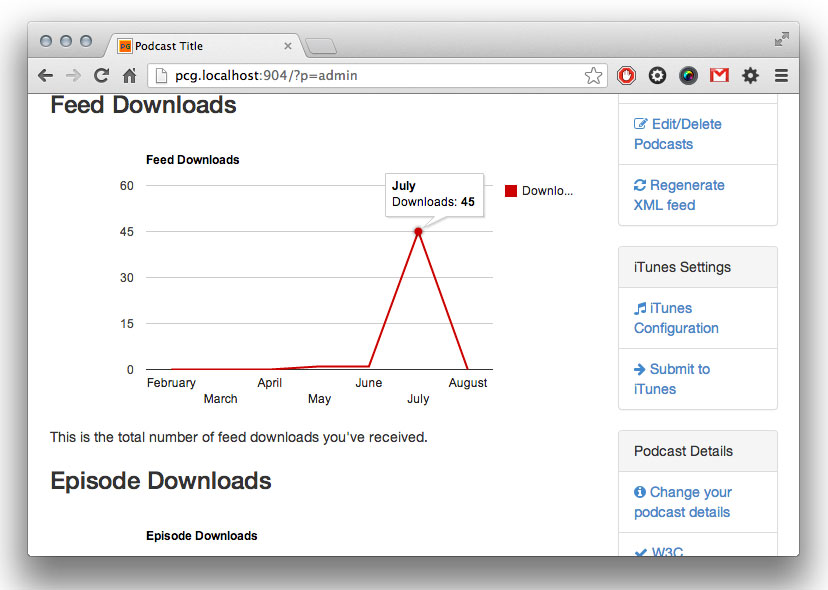 Podcast Title
pcg.localhost:904/?p=admin
Feed Downloads
Feed Downloads
60
45
30
15
0
July
Downloads: 45
Downlo...
February
March
April
May
June
July
August
This is the total number of feed downloads you've received.
Episode Downloads
Episode Downloads
Edit/Delete
Podcasts
Regenerate
XML feed
iTunes Settings
iTunes
Configuration
Submit to
iTunes
Podcast Details
Change your
podcast details
W3C